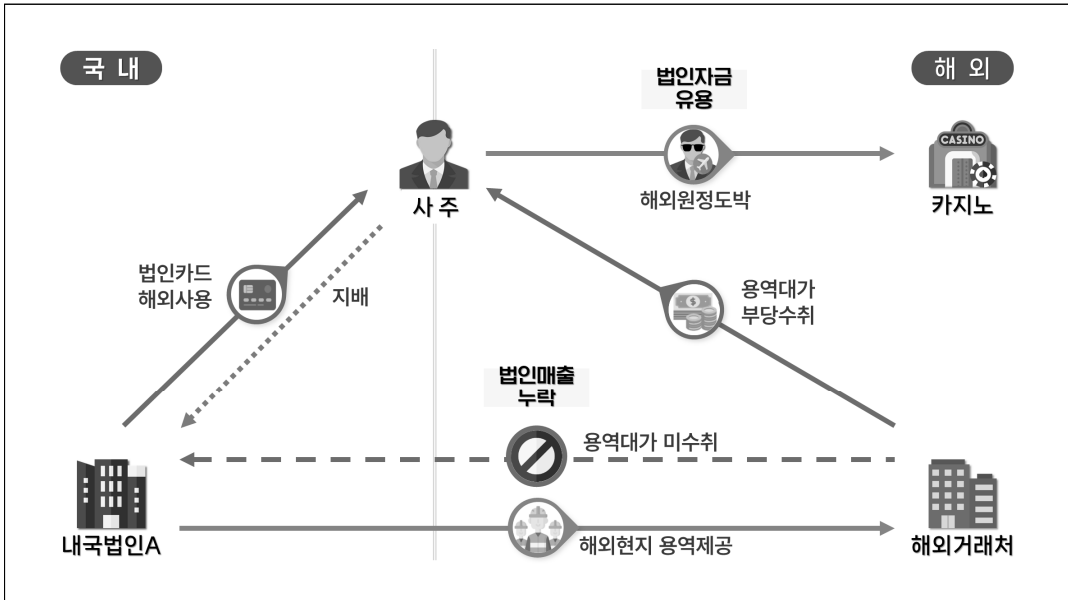 국 내
해 외
법인자금
유용
CASINO
사 주
해외원정도박
카지노
법인카드
해외사용
지배
용역대가
부당수취
법인매출
누락
용역대가 미수취
내국법인A
해외현지 용역제공
해외거래처